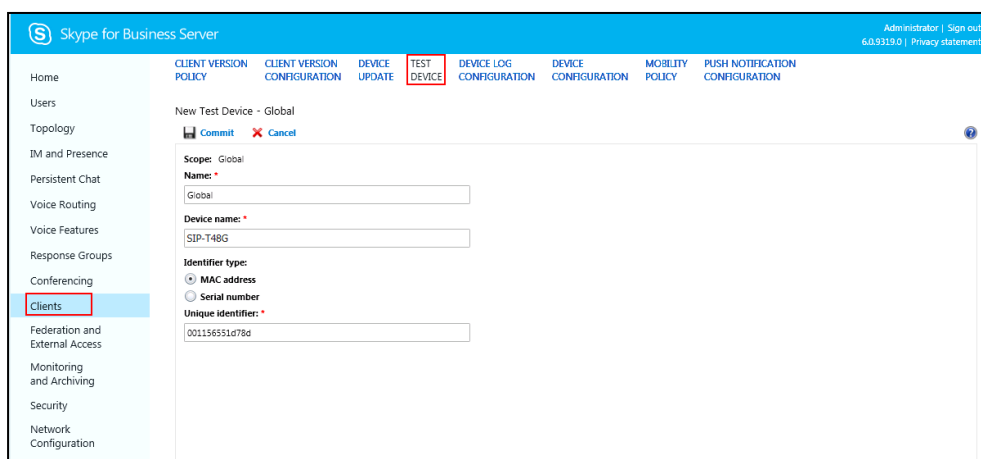 Skype for Business Server
Administrator | Sign out
6.0.9319.0 | Privacy statement
Home
Users
Topology
IM and Presence
Persistent Chat
Voice Routing
Voice Features
Response Groups
Conferencing
Clients
Federation and
External Access
Monitoring
and Archiving
Security
Network
Configuration
CLIENT VERSION
POLICY
CLIENT VERSION
CONFIGURATION
DEVICE
UPDATE
TEST
DEVICE
DEVICE LOG
CONFIGURATION
DEVICE
CONFIGURATION
MOBILITY
POLICY
PUSH NOTIFICATION
CONFIGURATION
New Test Device - Global
Commit
Cancel
Scope: Global
Name: *
Global
Device name: *
SIP-T48G
Identifier type:
MAC address
Serial number
Unique identifier: *
001156551d78d